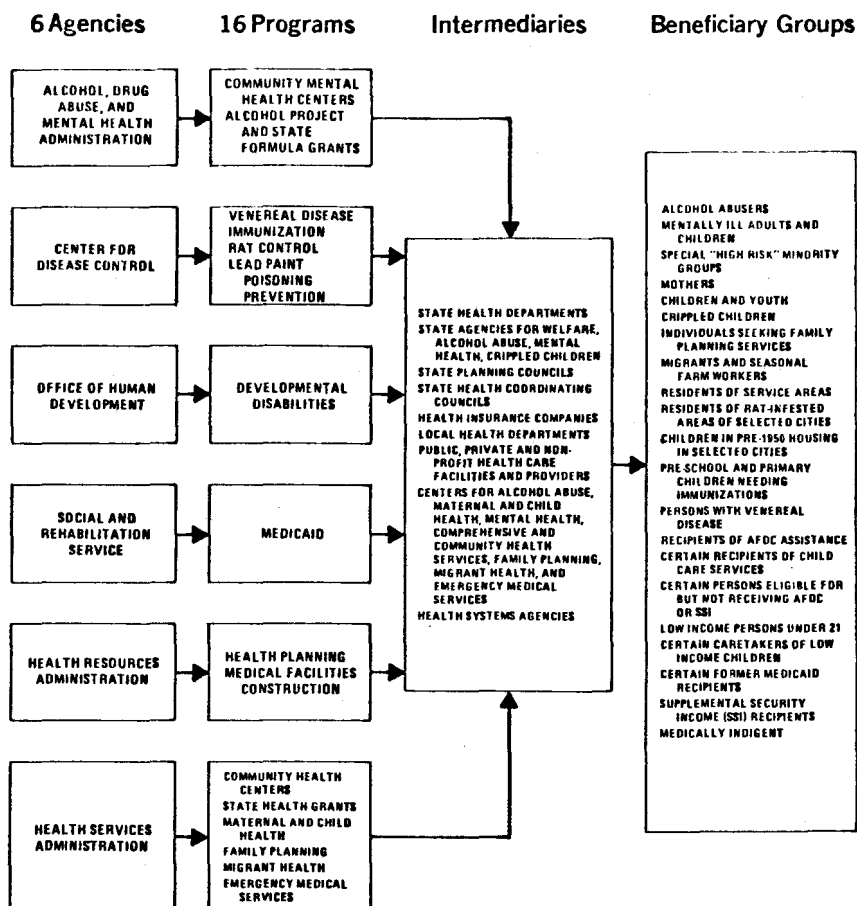 6 Agencies
16 Programs
Intermediaries
Beneficiary Groups
ALCOHOL, DRUG
ABUSE, AND
MENTAL HEALTH
ADMINISTRATION
COMMUNITY MENTAL
HEALTH CENTERS
ALCOHOL PROJECT
AND STATE
FORMULA GRANTS
CENTER FOR
DISEASE CONTROL
VENEREAL DISEASE
IMMUNIZATION
RAT CONTROL
LEAD PAINT
POISONING
PREVENTION
OFFICE OF HUMAN
DEVELOPMENT
DEVELOPMENTAL
DISABILITIES
SOCIAL AND
REHABILITATION
SERVICE
MEDICAID
HEALTH RESOURCES
ADMINISTRATION
HEALTH PLANNING
MEDICAL FACILITIES
CONSTRUCTION
HEALTH SERVICES
ADMINISTRATION
COMMUNITY HEALTH
CENTERS
STATE HEALTH GRANTS
MATERNAL AND CHILD
HEALTH
FAMILY PLANNING
MIGRANT HEALTH
EMERGENCY MEDICAL
SERVICES
STATE HEALTH DEPARTMENTS
STATE AGENCIES FOR WELFARE,
ALCOHOL ABUSE, MENTAL
HEALTH, CRIPPLED CHILDREN
STATE PLANNING COUNCILS
STATE HEALTH COORDINATING
COUNCILS
HEALTH INSURANCE COMPANIES
LOCAL HEALTH DEPARTMENTS
PUBLIC, PRIVATE AND NON-
PROFIT HEALTH CARE
FACILITIES AND PROVIDERS
CENTERS FOR ALCOHOL ABUSE,
MATERNAL AND CHILD
HEALTH, MENTAL HEALTH,
COMPREHENSIVE AND
COMMUNITY HEALTH
SERVICES, FAMILY PLANNING,
MIGRANT HEALTH, AND
EMERGENCY MEDICAL
SERVICES
HEALTH SYSTEMS AGENCIES
ALCOHOL ABUSERS
MENTALLY ILL ADULTS AND
CHILDREN
SPECIAL "HIGH RISK" MINORITY
GROUPS
MOTHERS
CHILDREN AND YOUTH
CRIPPLED CHILDREN
INDIVIDUALS SEEKING FAMILY
PLANNING SERVICES
MIGRANTS AND SEASONAL
FARM WORKERS
RESIDENTS OF SERVICE AREAS
RESIDENTS OF RAT-INFESTED
AREAS OF SELECTED CITIES
CHILDREN IN PRE-1950 HOUSING
IN SELECTED CITIES
PRE-SCHOOL AND PRIMARY
CHILDREN NEEDING
IMMUNIZATIONS
PERSONS WITH VENEREAL
DISEASE
RECIPIENTS OF AFDC ASSISTANCE
CERTAIN RECIPIENTS OF CHILD
CARE SERVICES
CERTAIN PERSONS ELIGIBLE FOR
BUT NOT RECEIVING AFDC
OR SSI
LOW INCOME PERSONS UNDER 21
CERTAIN CARETAKERS OF LOW
INCOME CHILDREN
CERTAIN FORMER MEDICAID
RECIPIENTS
SUPPLEMENTAL SECURITY
INCOME (SSI) RECIPIENTS
MEDICALLY INDIGENT